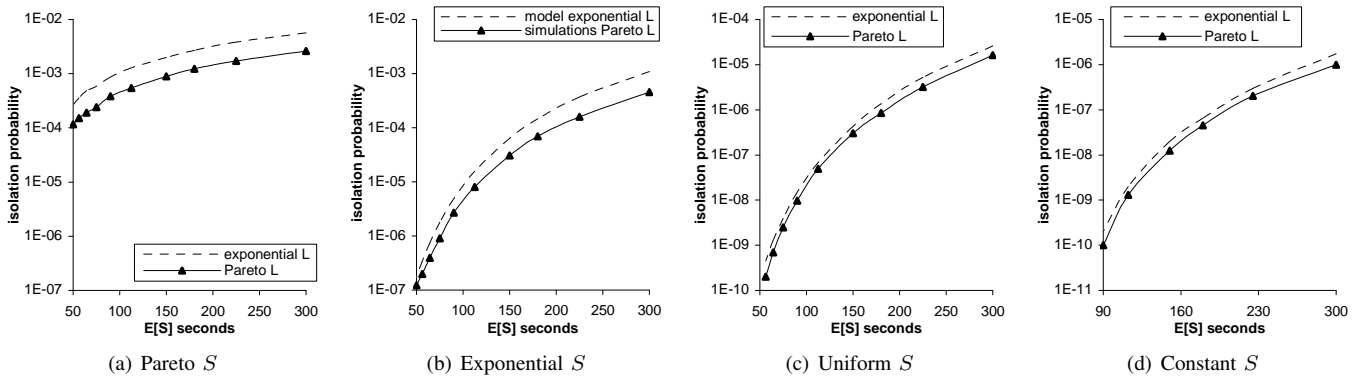 1E-02
1E-03
1E-04
1E-05
1E-06
1E-07
isolation probability
exponential L
Pareto L
50 100 150 200 250 300
E[S] seconds
(a) Pareto S
1E-02
1E-03
1E-04
1E-05
1E-06
1E-07
isolation probability
model exponential L
simulations Pareto L
50 100 150 200 250 300
E[S] seconds
(b) Exponential S
1E-04
1E-05
1E-06
1E-07
1E-08
1E-09
1E-10
isolation probability
exponential L
Pareto L
50 100 150 200 250 300
E[S] seconds
(c) Uniform S
1E-05
1E-06
1E-07
1E-08
1E-09
1E-10
1E-11
isolation probability
exponential L
Pareto L
90 160 230 300
E[S] seconds
(d) Constant S